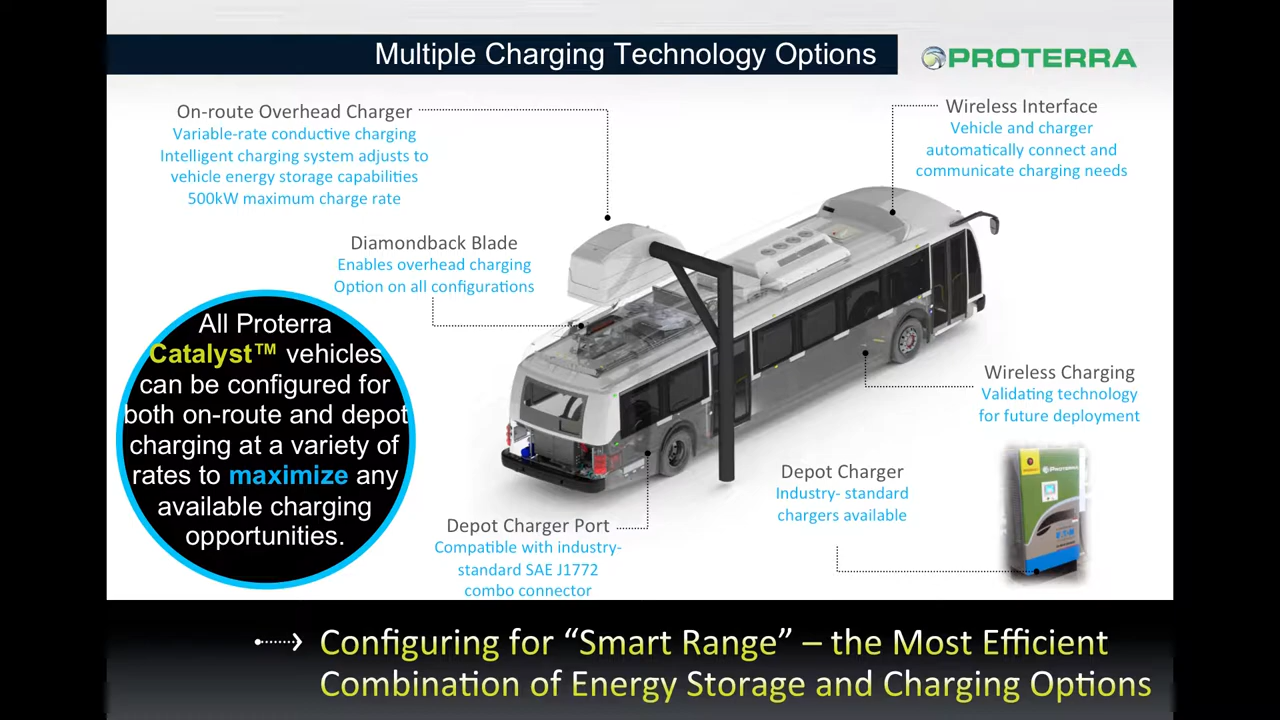 Multiple Charging Technology Options
PROTERRA
On-route Overhead Charger
Variable-rate conductive charging
Intelligent charging system adjusts to
vehicle energy storage capabilities
500kW maximum charge rate
Wireless Interface
Vehicle and charger
automatically connect and
communicate charging needs
Diamondback Blade
Enables overhead charging
Option on all configurations
All Proterra
Catalyst™ vehicles
can be configured for
both on-route and depot
charging at a variety of
rates to maximize any
available charging
opportunities.
Wireless Charging
Validating technology
for future deployment
Depot Charger
Industry- standard
chargers available
PROTERRA
Depot Charger Port
Compatible with industry-
standard SAE J1772
combo connector
Configuring for “Smart Range” – the Most Efficient
Combination of Energy Storage and Charging Options